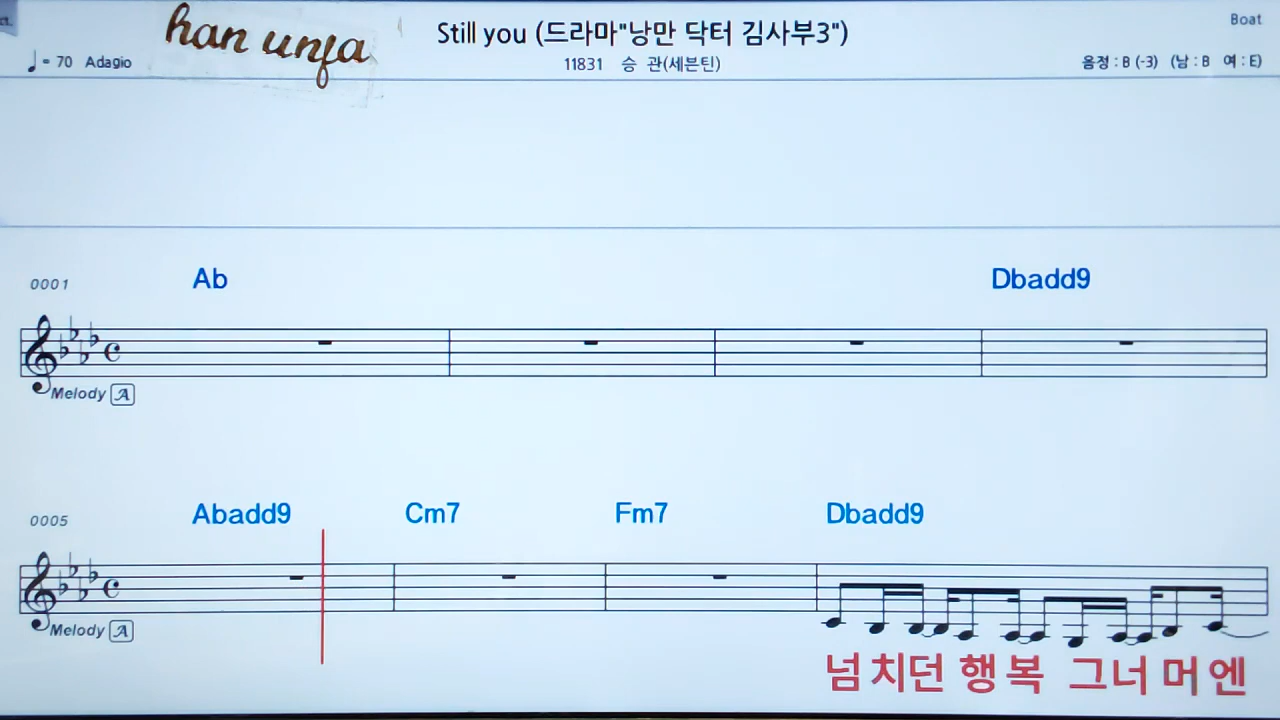 han unfa
Still you (드라마"낭만 닥터 김사부3")
Boat
♩= 70 Adagio
11831 승 관(세븐틴)
음정 : B (-3) (남 : B 여 : E)
0001
Ab
Dbadd9
Melody A
0005
Abadd9 Cm7 Fm7 Dbadd9
Melody A
넘치던 행복 그너머엔